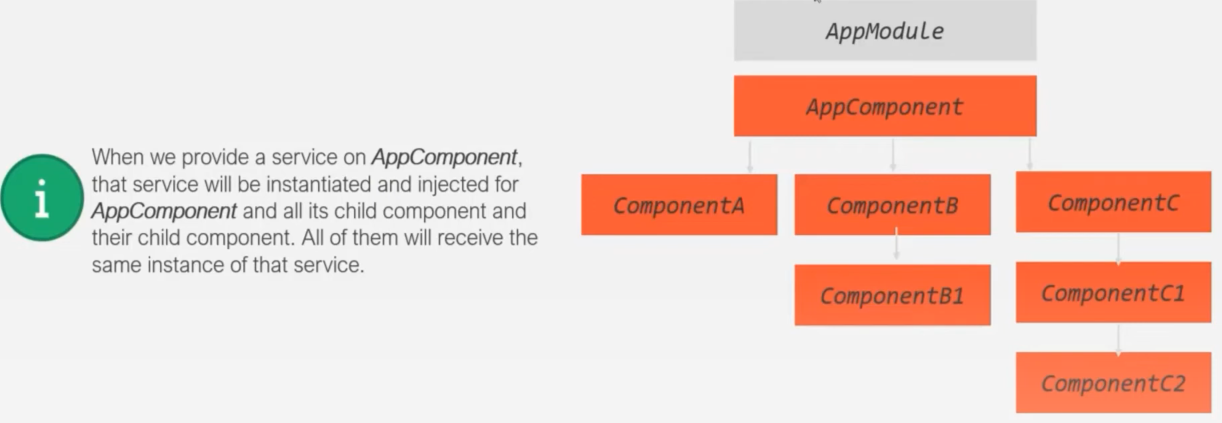 AppModule
AppComponent
i
When we provide a service on AppComponent,
that service will be instantiated and injected for
AppComponent and all its child component and
their child component. All of them will receive the
same instance of that service.
ComponentA
ComponentB
ComponentC
ComponentB1
ComponentC1
ComponentC2